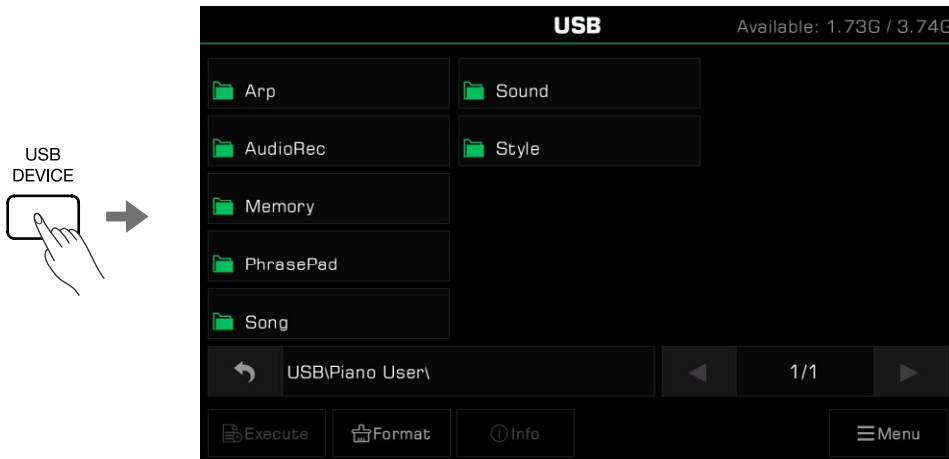 USB
DEVICE
USB
Available: 1.73G / 3.74G
Arp
Sound
AudioRec
Style
Memory
PhrasePad
Song
USB\Piano User\
1/1
Execute
Format
Info
Menu